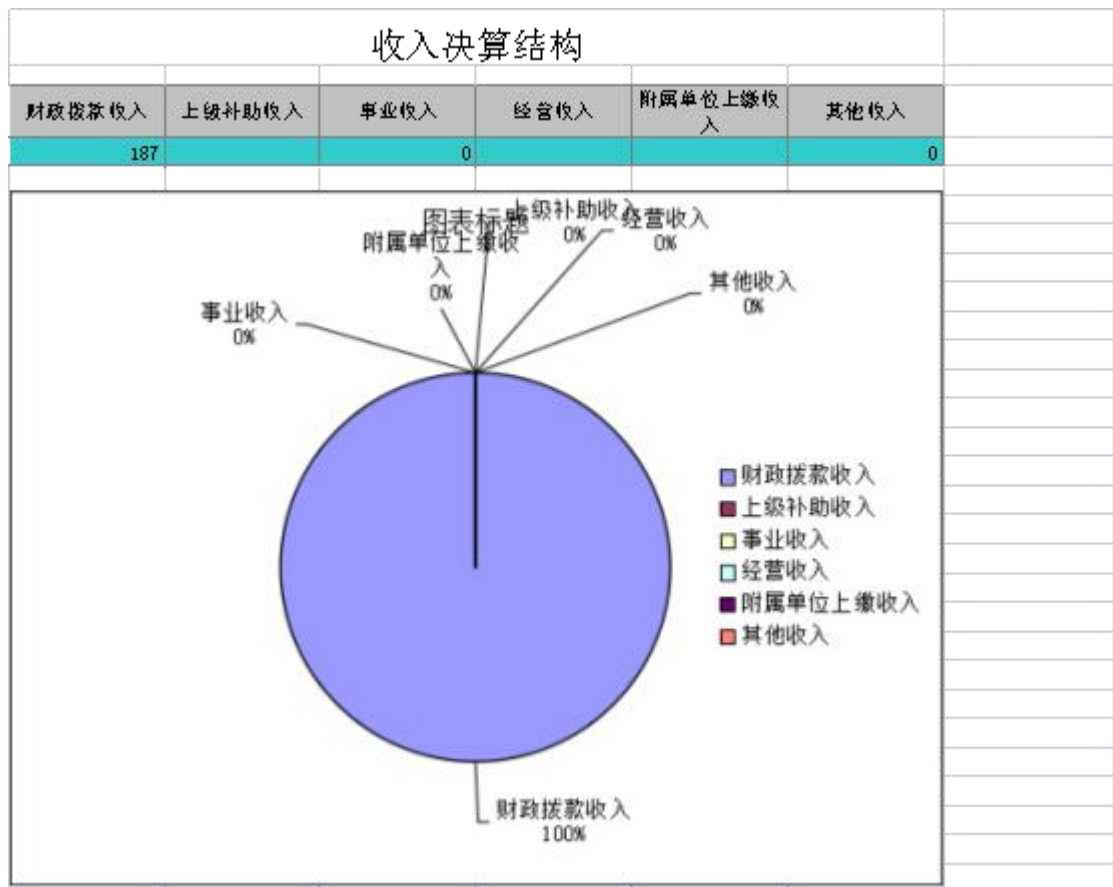 收入决算结构
财政拨款收入 上级补助收入 事业收入 经营收入 附属单位上缴收入 其他收入
187 0 0
图表标题
上级补助收入
0%
经营收入
0%
附属单位上缴收
入
0%
其他收入
0%
事业收入
0%
财政拨款收入
上级补助收入
事业收入
经营收入
附属单位上缴收入
其他收入
财政拨款收入
100%